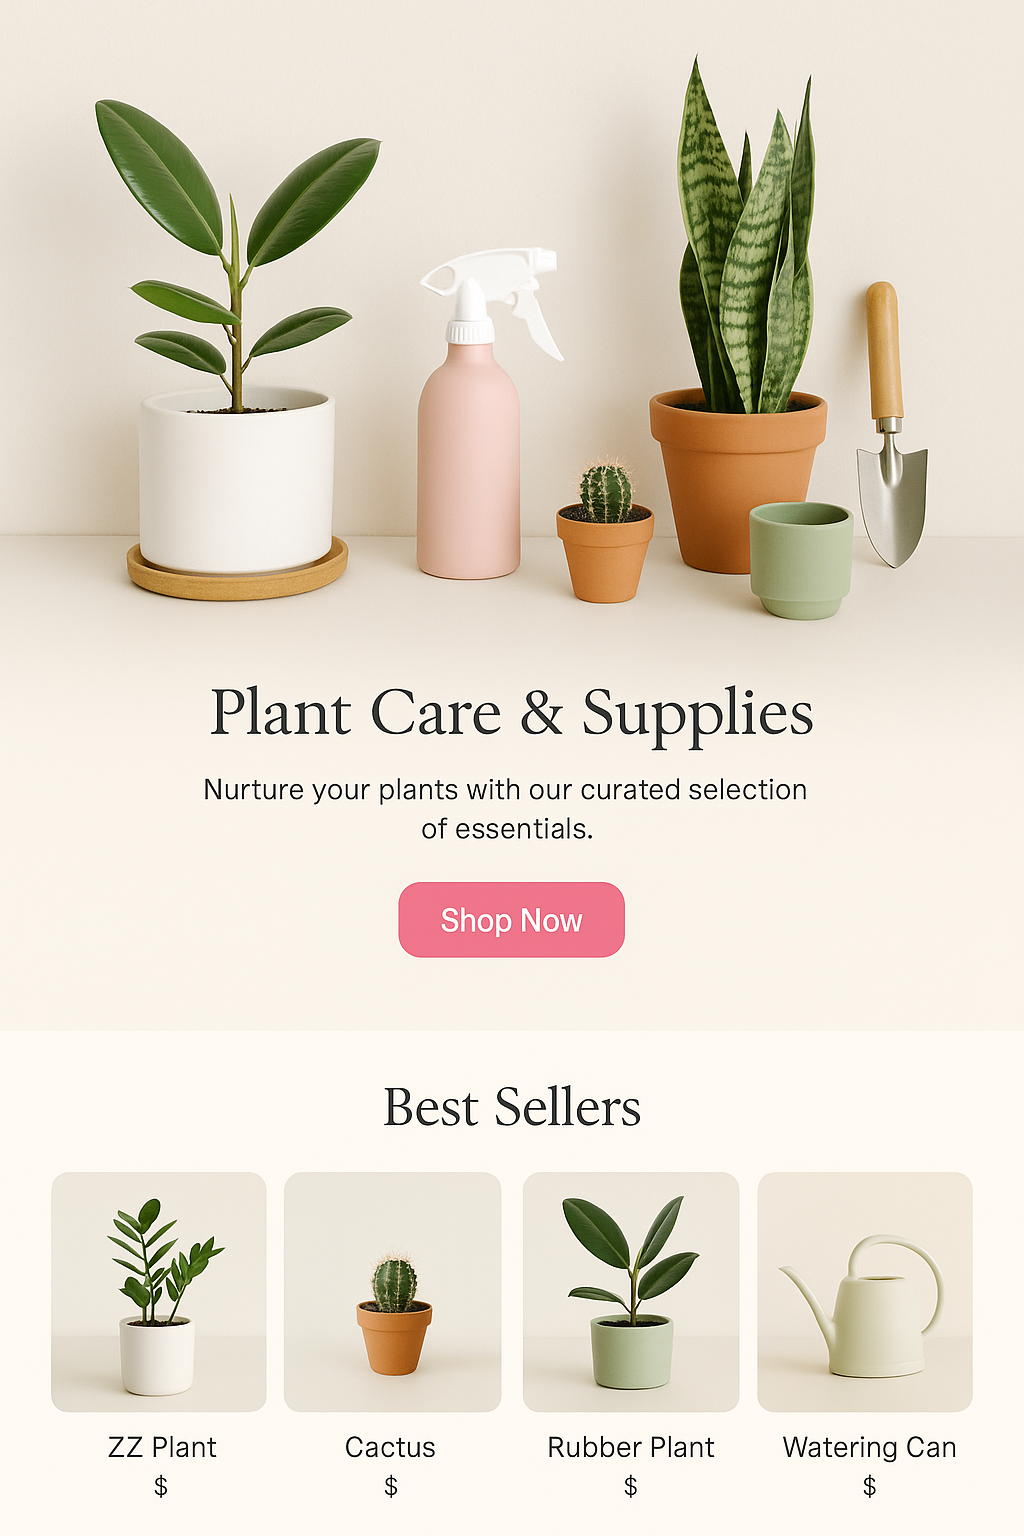 Plant Care & Supplies
Nurture your plants with our curated selection
of essentials.
Shop Now
Best Sellers
ZZ Plant
$
Cactus
$
Rubber Plant
$
Watering Can
$